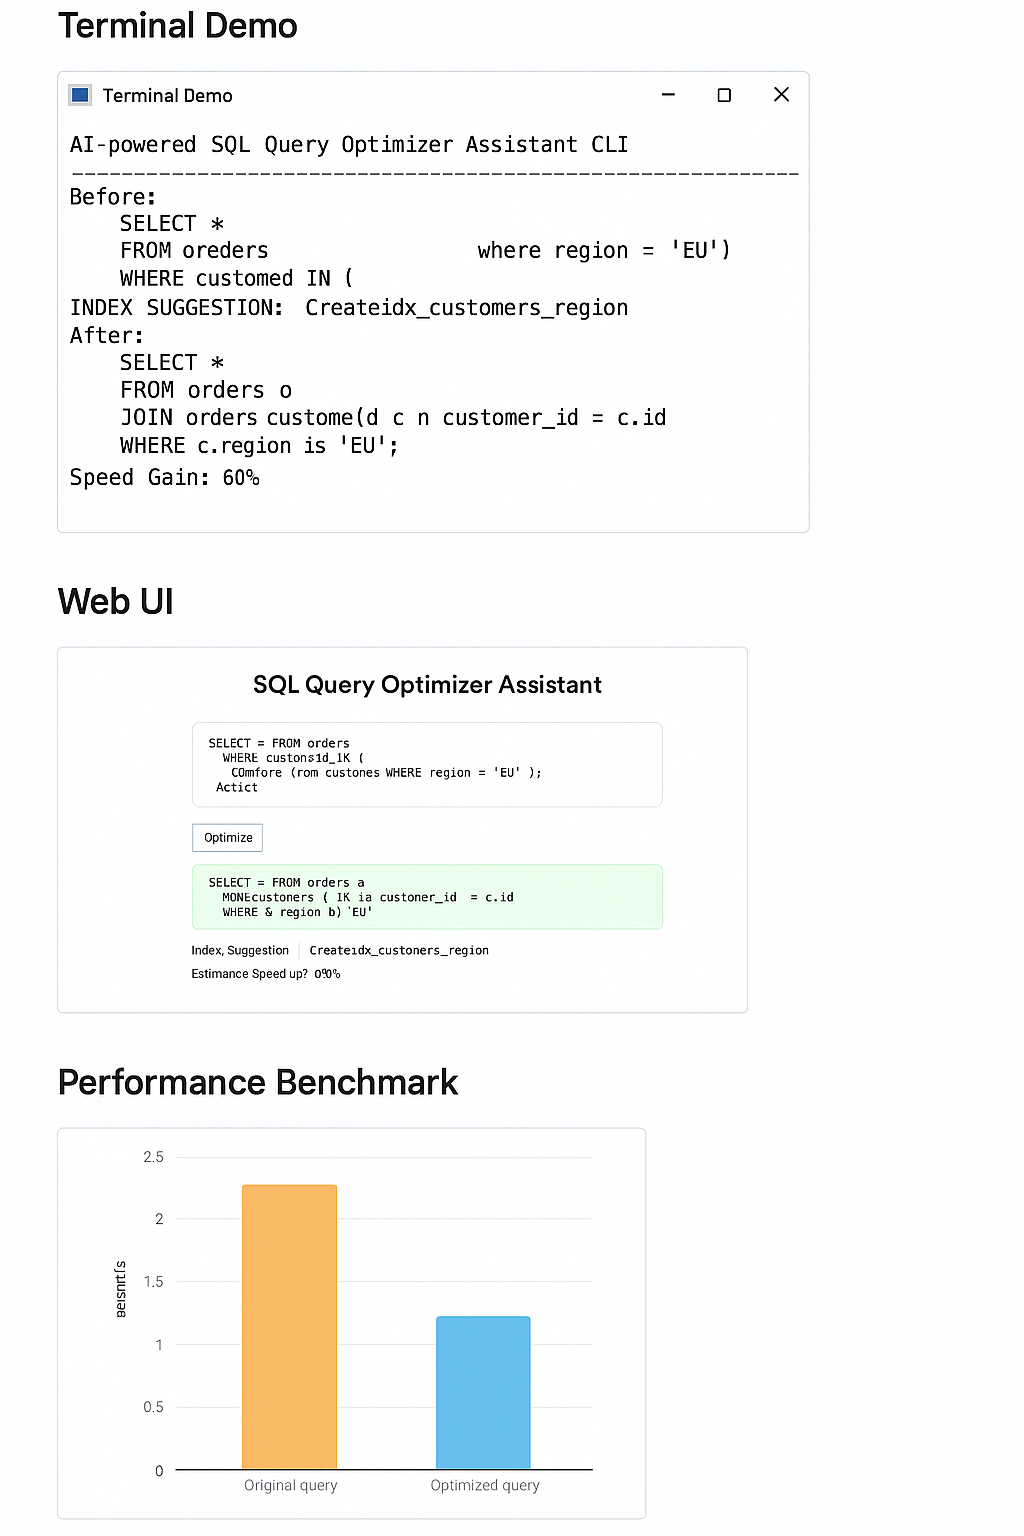 Terminal Demo
Terminal Demo
AI-powered SQL Query Optimizer Assistant CLI
------------------------------------------------------------
Before:
SELECT *
FROM oreders where region = 'EU')
WHERE customed IN (
INDEX SUGGESTION: Createidx_customers_region
After:
SELECT *
FROM orders o
JOIN orders custome(d c n customer_id = c.id
WHERE c.region is 'EU';
Speed Gain: 60%
Web UI
SQL Query Optimizer Assistant
SELECT = FROM orders
WHERE custons1d_1K (
COmfore (rom custones WHERE region = 'EU' );
Actict
Optimize
SELECT = FROM orders a
MONEcustoners ( 1K ia custoner_id = c.id
WHERE & region b) 'EU'
Index, Suggestion Createidx_custoners_region
Estimance Speed up?
Performance Benchmark
2.5
2
1.5
1
0.5
0
Original query Optimized query